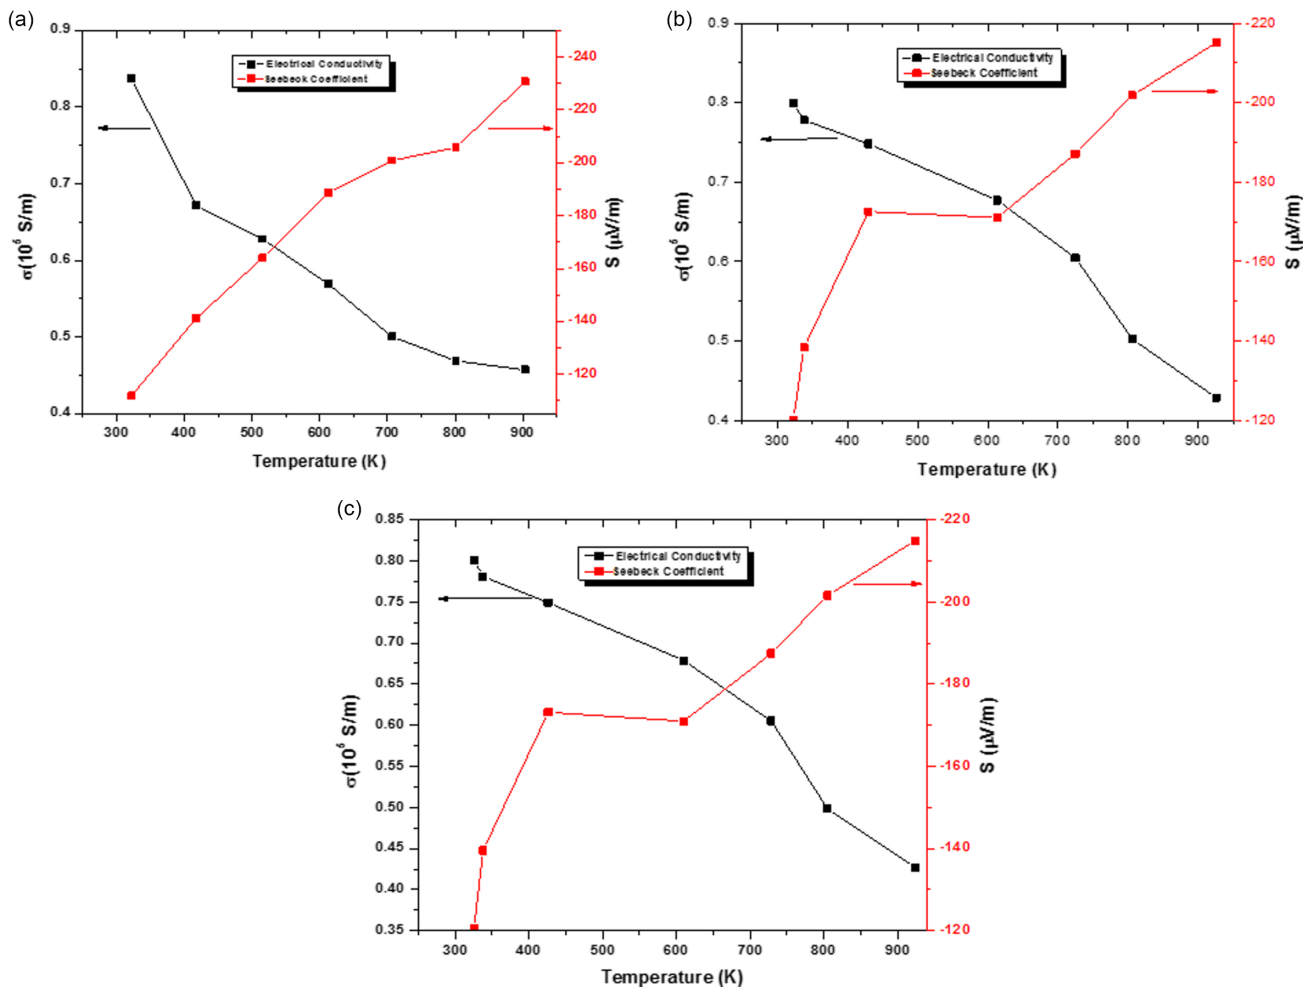 (a)
0.9
0.8
0.7
0.6
0.5
0.4
σ(10⁶ S/m)
Electrical Conductivity
Seebeck Coefficient
-240
-220
-200
-180
-160
-140
-120
S (μV/m)
300 400 500 600 700 800 900
Temperature (K)
(b)
0.9
0.8
0.7
0.6
0.5
0.4
σ(10⁶ S/m)
Electrical Conductivity
Seebeck Coefficient
-220
-200
-180
-160
-140
-120
S (μV/m)
300 400 500 600 700 800 900
Temperature (K)
(c)
0.85
0.80
0.75
0.70
0.65
0.60
0.55
0.50
0.45
0.40
0.35
σ(10⁶ S/m)
Electrical Conductivity
Seebeck Coefficient
-220
-200
-180
-160
-140
-120
S (μV/m)
300 400 500 600 700 800 900
Temperature (K)